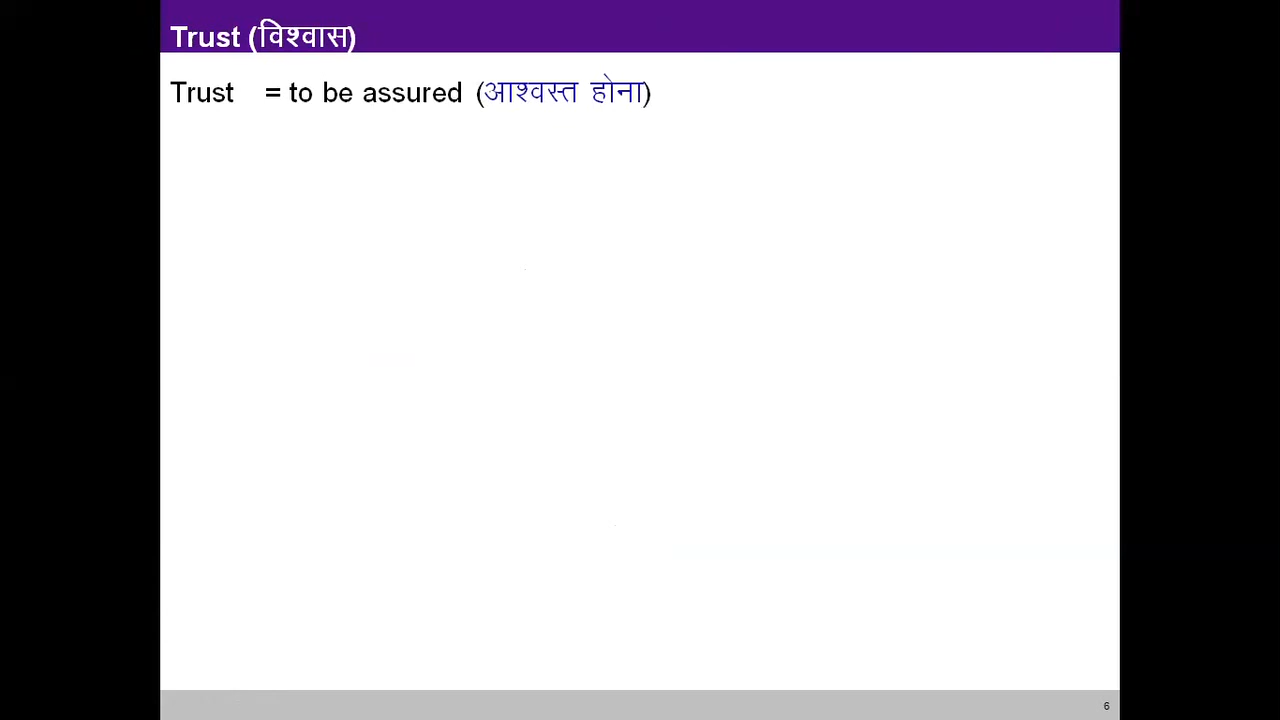 Trust (विश्वास)
Trust = to be assured (आश्वस्त होना)
6